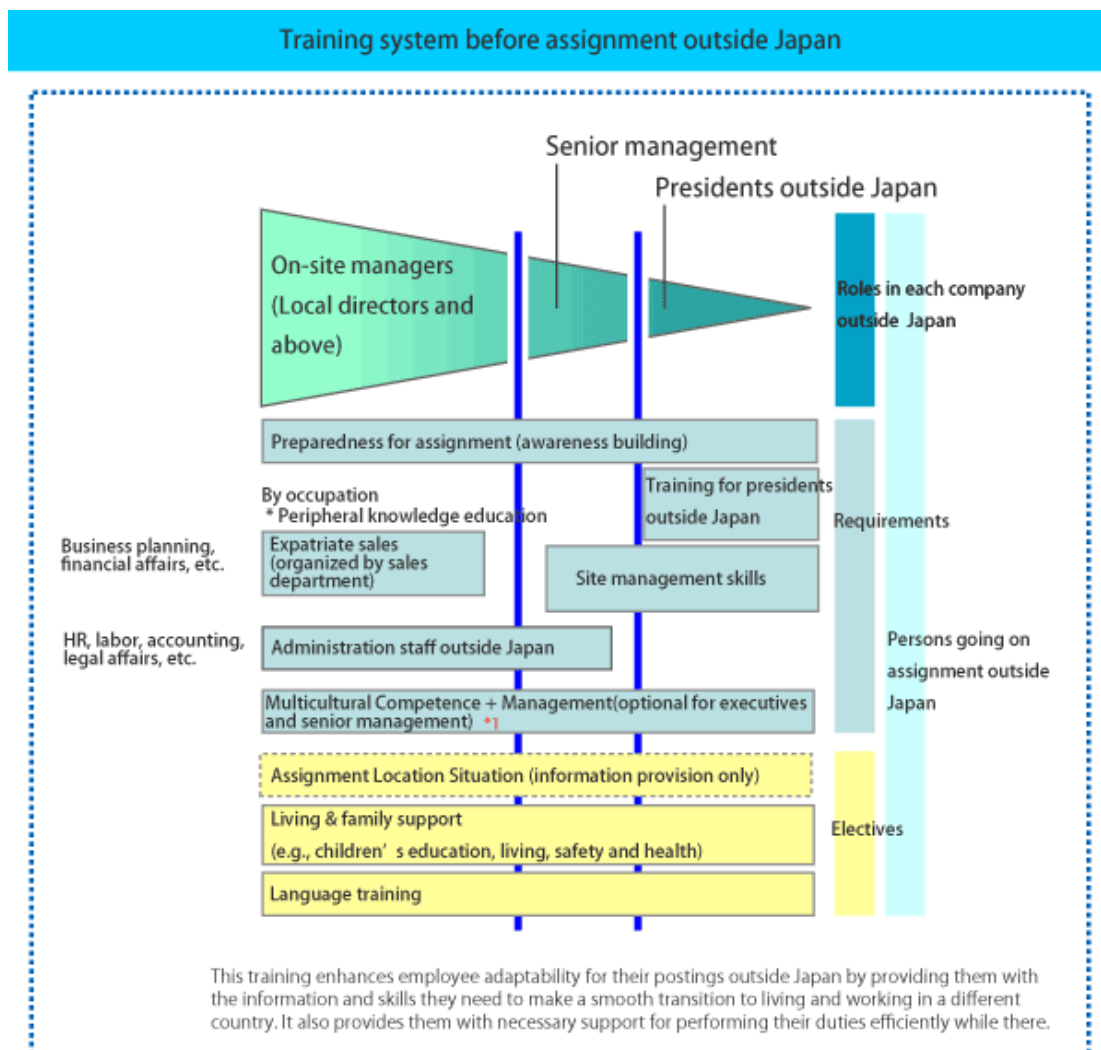 Training system before assignment outside Japan
Senior management
Presidents outside Japan
On-site managers
(Local directors and
above)
Roles in each company
outside Japan
Preparedness for assignment (awareness building)
Training for presidents
outside Japan
By occupation
* Peripheral knowledge education
Requirements
Business planning,
financial affairs, etc.
Expatriate sales
(organized by sales
department)
Site management skills
HR, labor, accounting,
legal affairs, etc.
Administration staff outside Japan
Persons going on
assignment outside
Japan
Multicultural Competence + Management(optional for executives
and senior management) *1
Assignment Location Situation (information provision only)
Living & family support
(e.g., children’s education, living, safety and health)
Electives
Language training
This training enhances employee adaptability for their postings outside Japan by providing them with
the information and skills they need to make a smooth transition to living and working in a different
country. It also provides them with necessary support for performing their duties efficiently while there.